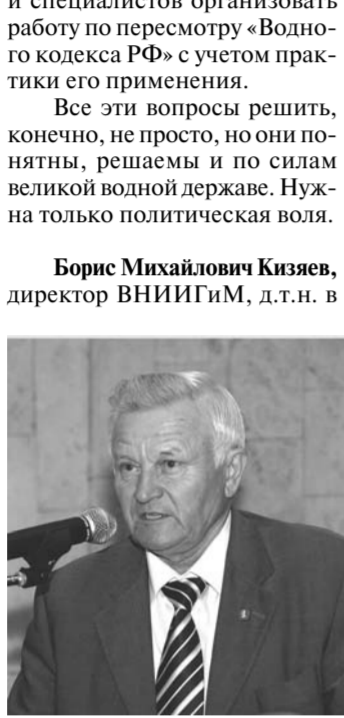 и специалистов организовать
работу по пересмотру «Водно-
го кодекса РФ» с учетом прак-
тики его применения.
Все эти вопросы решить,
конечно, не просто, но они по-
нятны, решаемы и по силам
великой водной державе. Нуж-
на только политическая воля.
Борис Михайлович Кизяев,
директор ВНИИГиМ, д.т.н. в